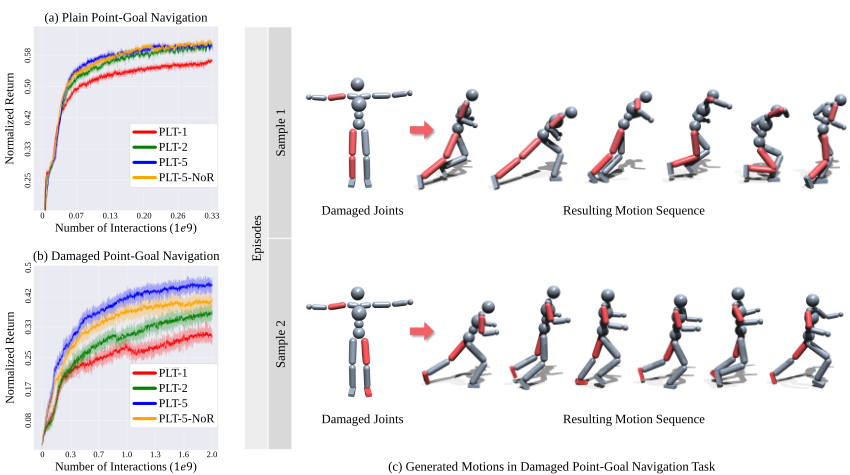 (a) Plain Point-Goal Navigation
Normalized Return
0.58
0.50
0.42
0.33
0.25
PLT-1
PLT-2
PLT-5
PLT-5-NoR
0 0.07 0.13 0.20 0.26 0.33
Number of Interactions (1e9)
(b) Damaged Point-Goal Navigation
Normalized Return
0.5
0.42
0.33
0.25
0.17
0.08
PLT-1
PLT-2
PLT-5
PLT-5-NoR
0 0.3 0.7 1.0 1.3 1.6 2.0
Number of Interactions (1e9)
Episodes
Sample 1
Damaged Joints
Resulting Motion Sequence
Sample 2
Damaged Joints
Resulting Motion Sequence
(c) Generated Motions in Damaged Point-Goal Navigation Task